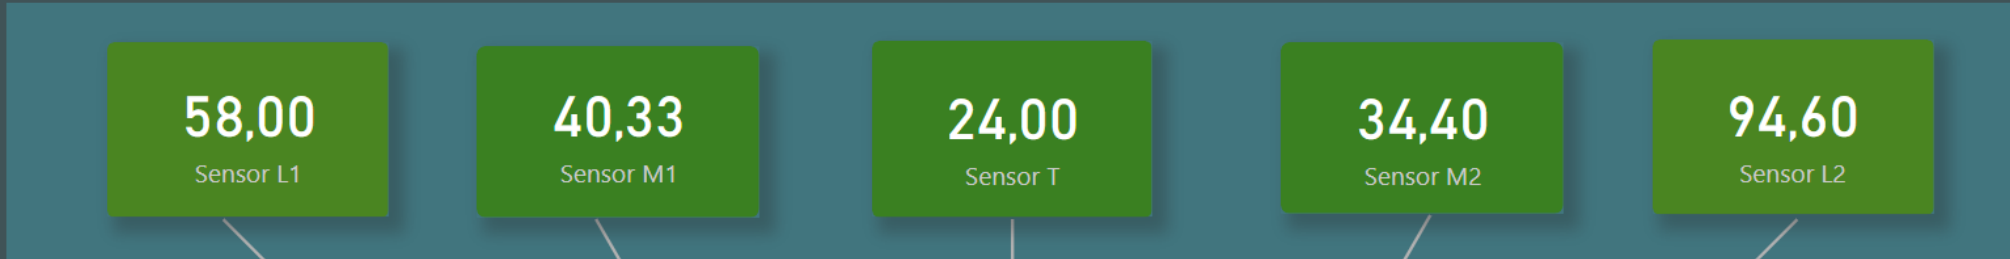 58,00
Sensor L1
40,33
Sensor M1
24,00
Sensor T
34,40
Sensor M2
94,60
Sensor L2